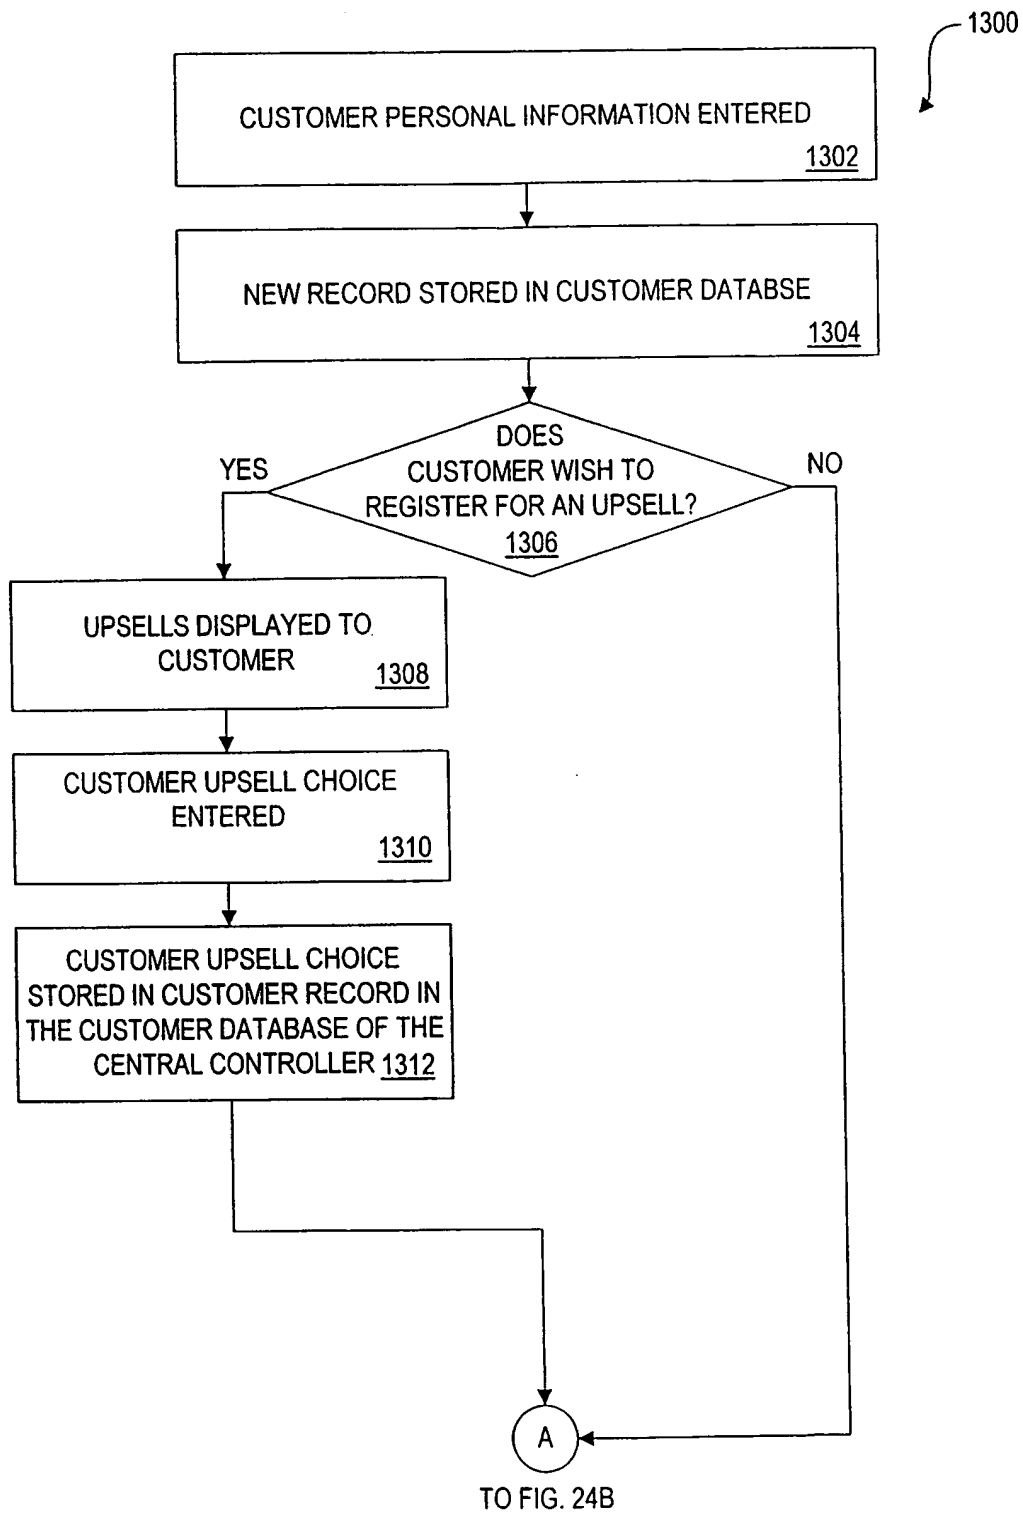 1300
CUSTOMER PERSONAL INFORMATION ENTERED
1302
NEW RECORD STORED IN CUSTOMER DATABSE
1304
DOES
CUSTOMER WISH TO
REGISTER FOR AN UPSELL?
1306
YES
NO
UPSELLS DISPLAYED TO
CUSTOMER
1308
CUSTOMER UPSELL CHOICE
ENTERED
1310
CUSTOMER UPSELL CHOICE
STORED IN CUSTOMER RECORD IN
THE CUSTOMER DATABASE OF THE
CENTRAL CONTROLLER 1312
A
TO FIG. 24B